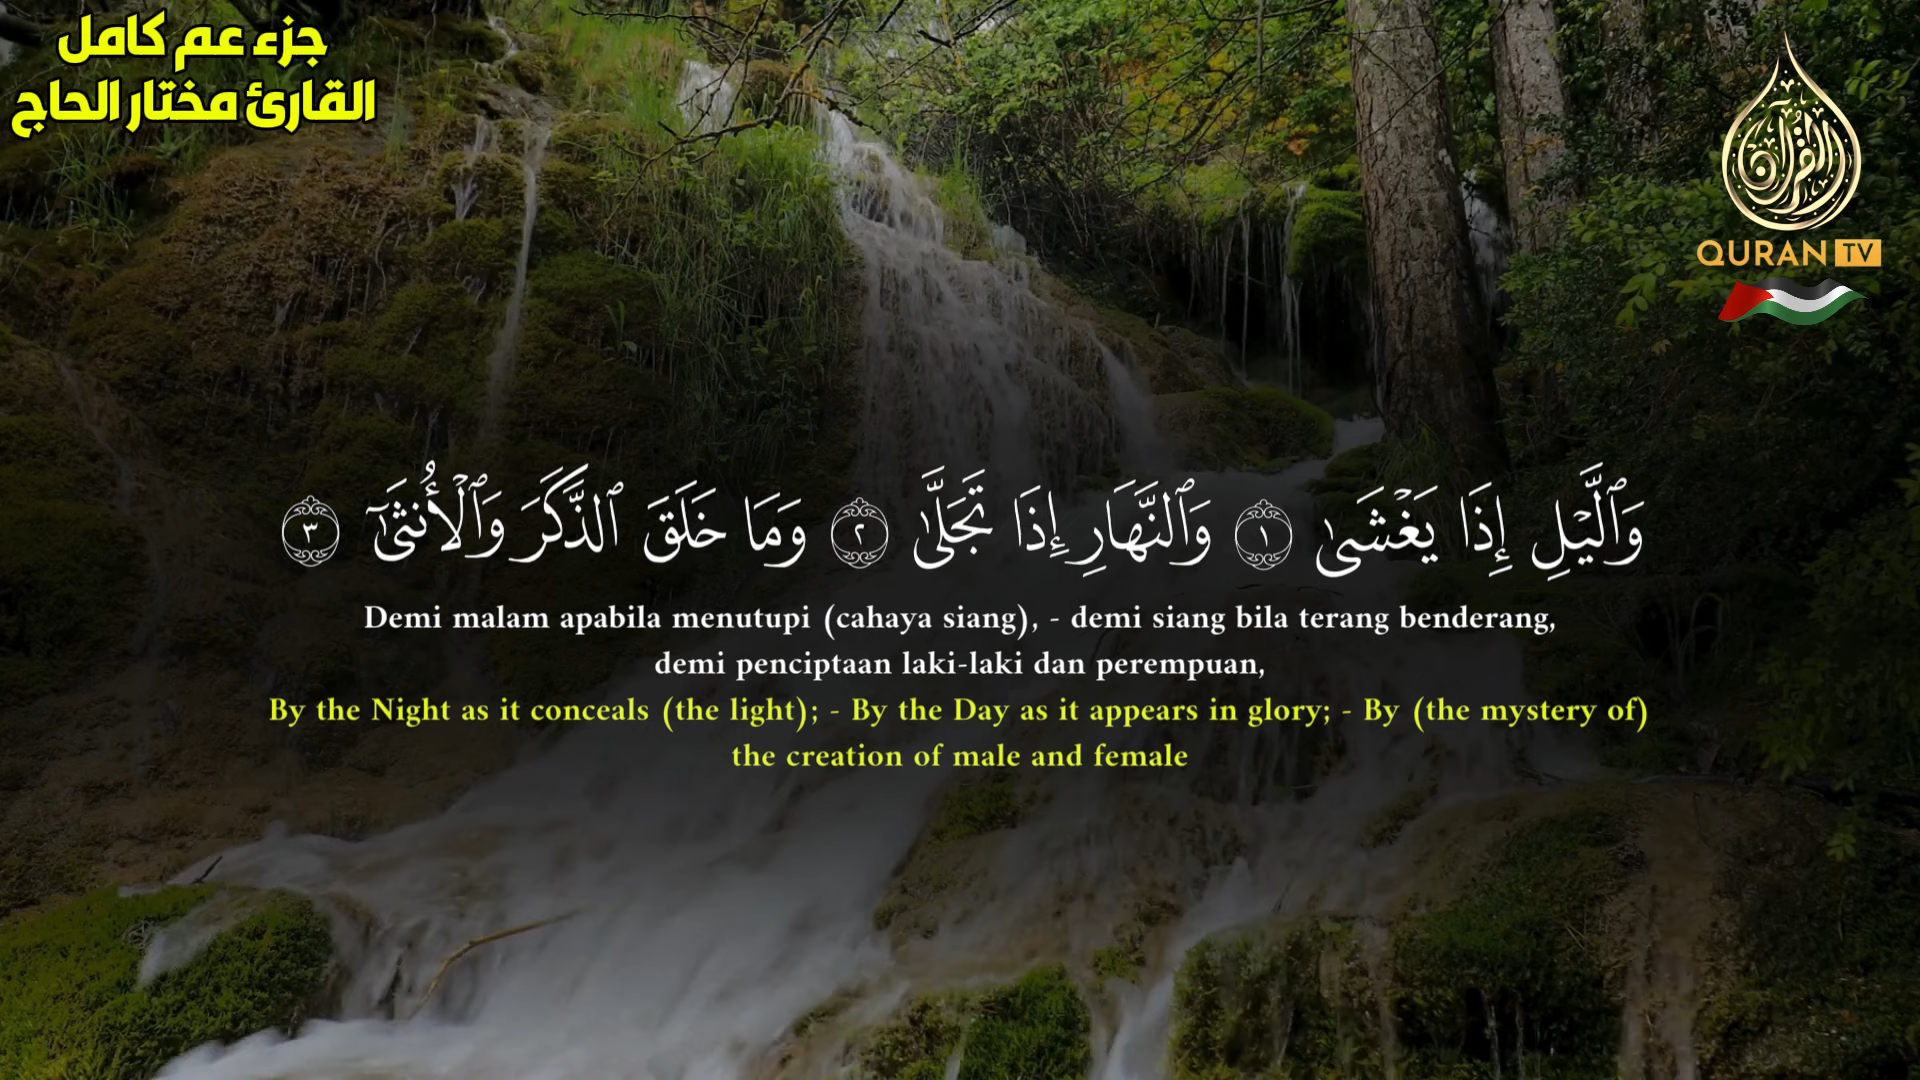 جزء عم كامل
القارئ مختار الحاج
القرآن
QURAN TV
وَٱلَّيْلِ إِذَا يَغْشَىٰ ١ وَٱلنَّهَارِ إِذَا تَجَلَّىٰ ٢ وَمَا خَلَقَ ٱلذَّكَرَ وَٱلْأُنثَىٰٓ ٣
Demi malam apabila menutupi (cahaya siang), - demi siang bila terang benderang,
demi penciptaan laki-laki dan perempuan,
By the Night as it conceals (the light); - By the Day as it appears in glory; - By (the mystery of)
the creation of male and female